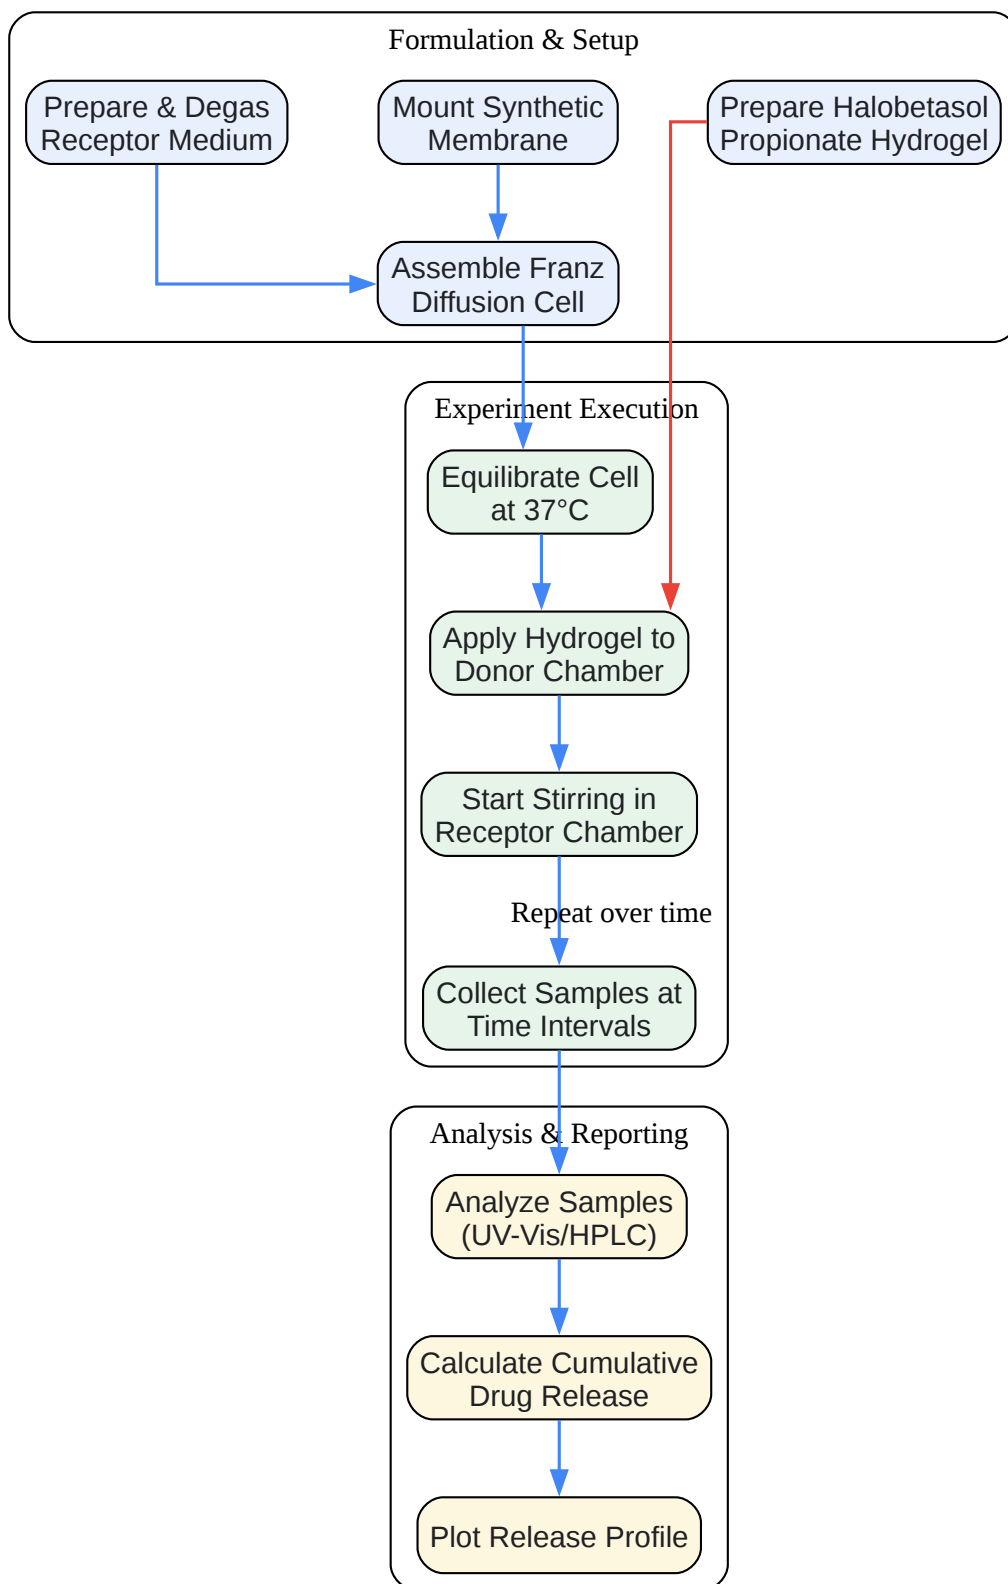 Formulation & Setup
Prepare & Degas
Receptor Medium
Mount Synthetic
Membrane
Prepare Halobetasol
Propionate Hydrogel
Assemble Franz
Diffusion Cell
Experiment Execution
Equilibrate Cell
at 37°C
Apply Hydrogel to
Donor Chamber
Start Stirring in
Receptor Chamber
Repeat over time
Collect Samples at
Time Intervals
Analysis & Reporting
Analyze Samples
(UV-Vis/HPLC)
Calculate Cumulative
Drug Release
Plot Release Profile